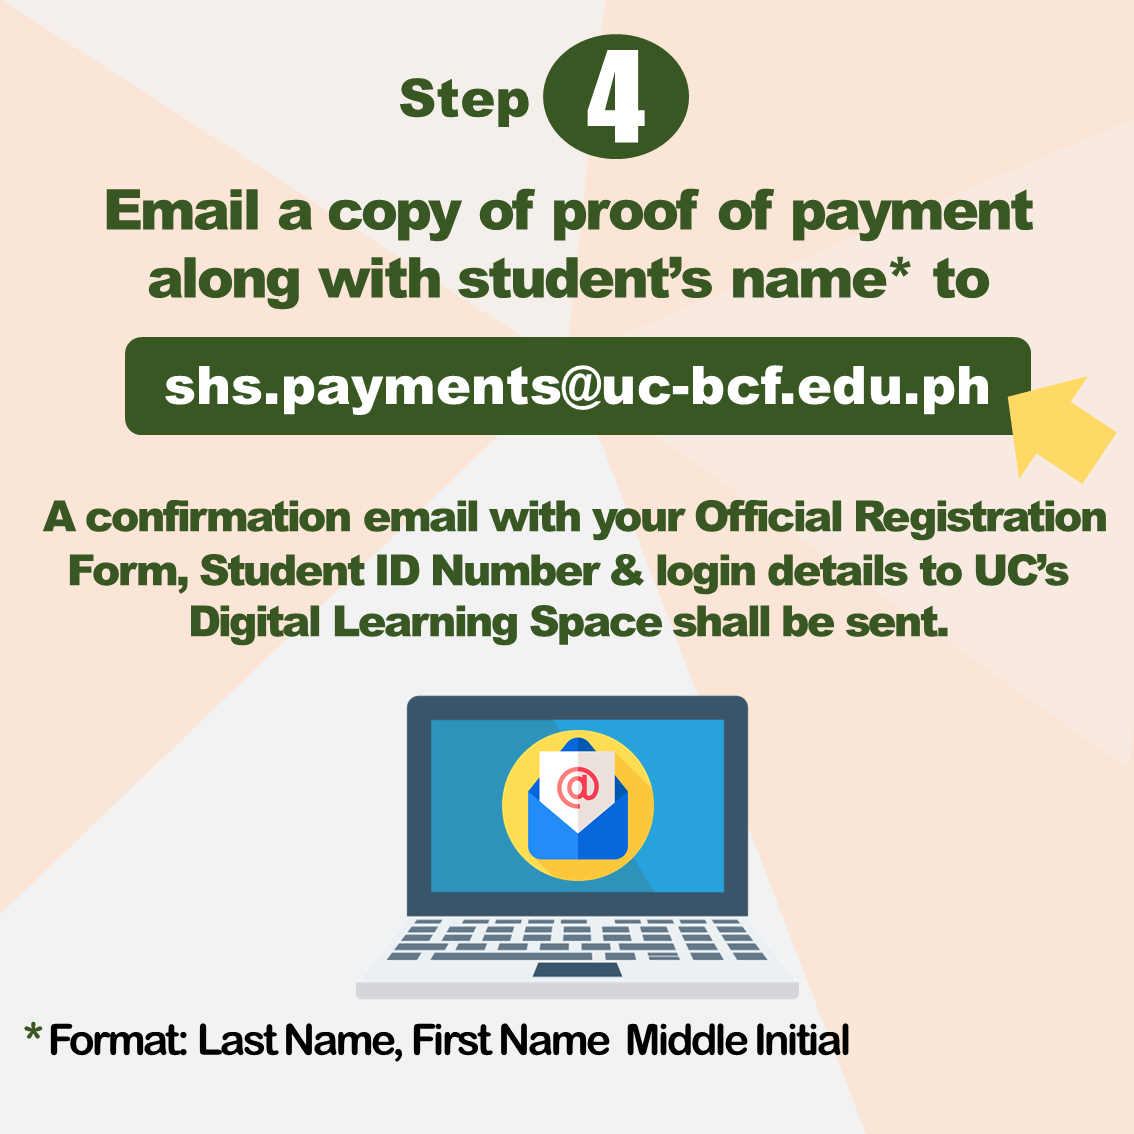 Step 4
Email a copy of proof of payment
along with student's name* to
shs.payments@uc-bcf.edu.ph
A confirmation email with your Official Registration
Form, Student ID Number & login details to UC's
Digital Learning Space shall be sent.
@
* Format: Last Name, First Name  Middle Initial